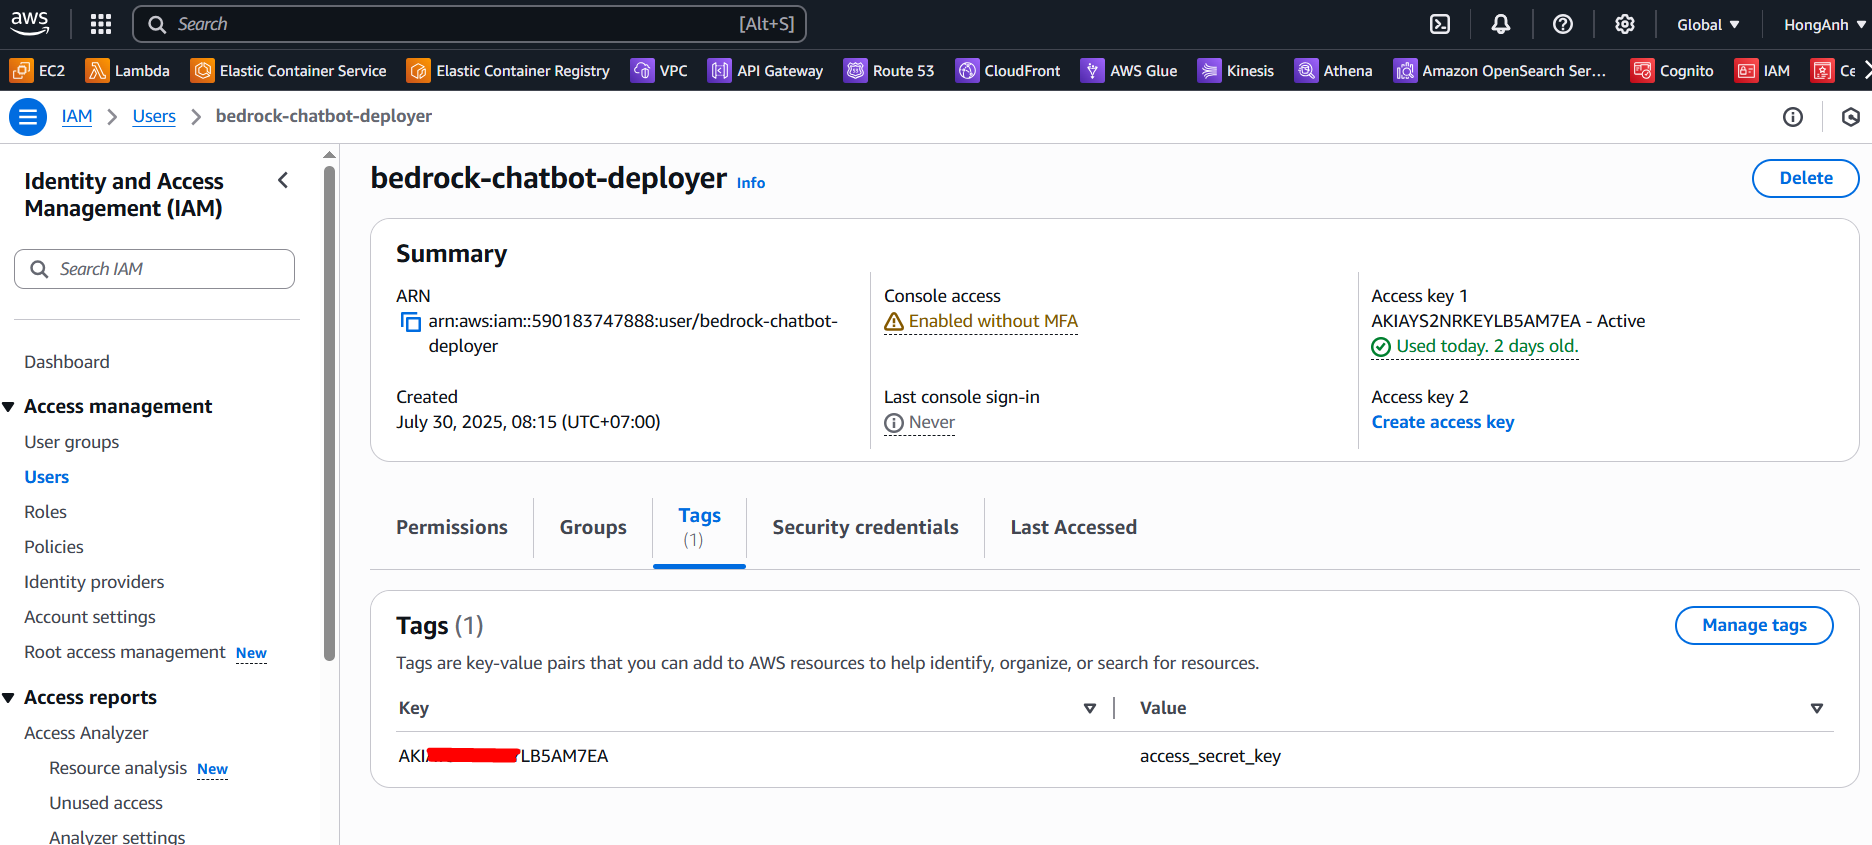 aws
Search [Alt+S]
Global HongAnh
EC2 Lambda Elastic Container Service Elastic Container Registry VPC API Gateway Route 53 CloudFront AWS Glue Kinesis Athena Amazon OpenSearch Ser... Cognito IAM Ce
IAM Users bedrock-chatbot-deployer
Identity and Access
Management (IAM)
Search IAM
Dashboard
Access management
User groups
Users
Roles
Policies
Identity providers
Account settings
Root access management New
Access reports
Access Analyzer
Resource analysis New
Unused access
Analyzer settings
bedrock-chatbot-deployer Info
Delete
Summary
ARN
arn:aws:iam::590183747888:user/bedrock-chatbot-
deployer
Created
July 30, 2025, 08:15 (UTC+07:00)
Console access
Enabled without MFA
Last console sign-in
Never
Access key 1
AKIAYS2NRKEYLB5AM7EA - Active
Used today. 2 days old.
Access key 2
Create access key
Permissions
Groups
Tags
(1)
Security credentials
Last Accessed
Tags (1)
Manage tags
Tags are key-value pairs that you can add to AWS resources to help identify, organize, or search for resources.
Key Value
AKI LB5AM7EA access_secret_key